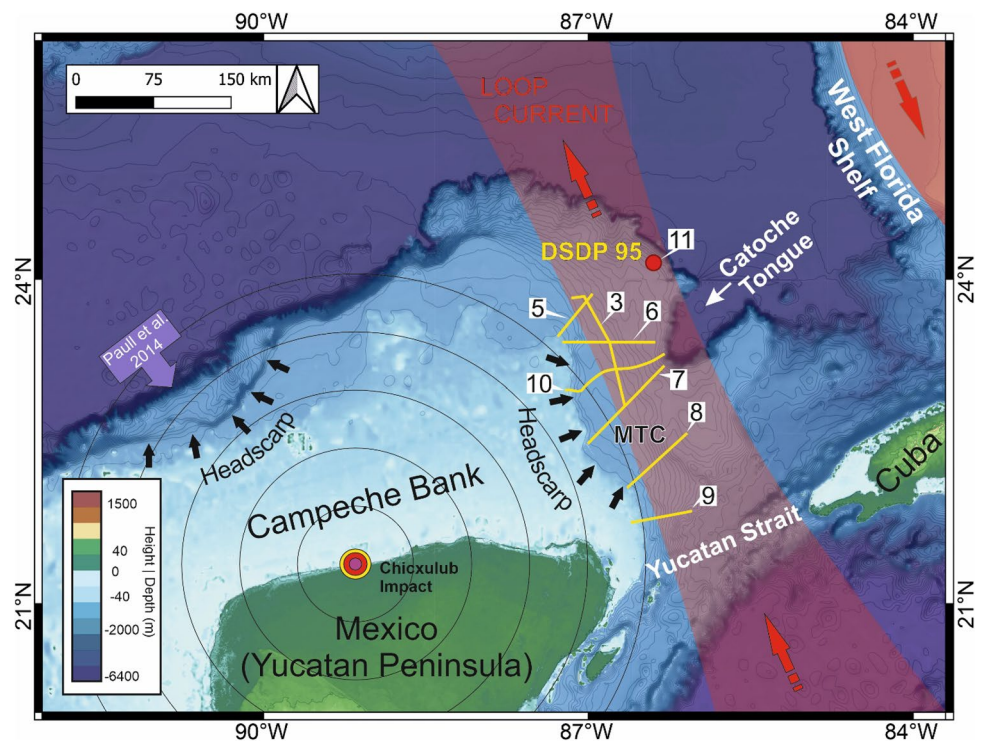 90°W
87°W
84°W
0
75
150 km
LOOP
CURRENT
West Florida
Shelf
24°N
24°N
DSDP 95
11
Catoche
Tongue
5
3
6
Paull et al.
2014
10
7
Headscarp
Headscarp
MTC
8
Cuba
Campeche Bank
9
Yucatan Strait
1500
40
0
-40
-2000
-6400
Height | Depth (m)
Chicxulub
Impact
21°N
21°N
Mexico
(Yucatan Peninsula)
90°W
87°W
84°W